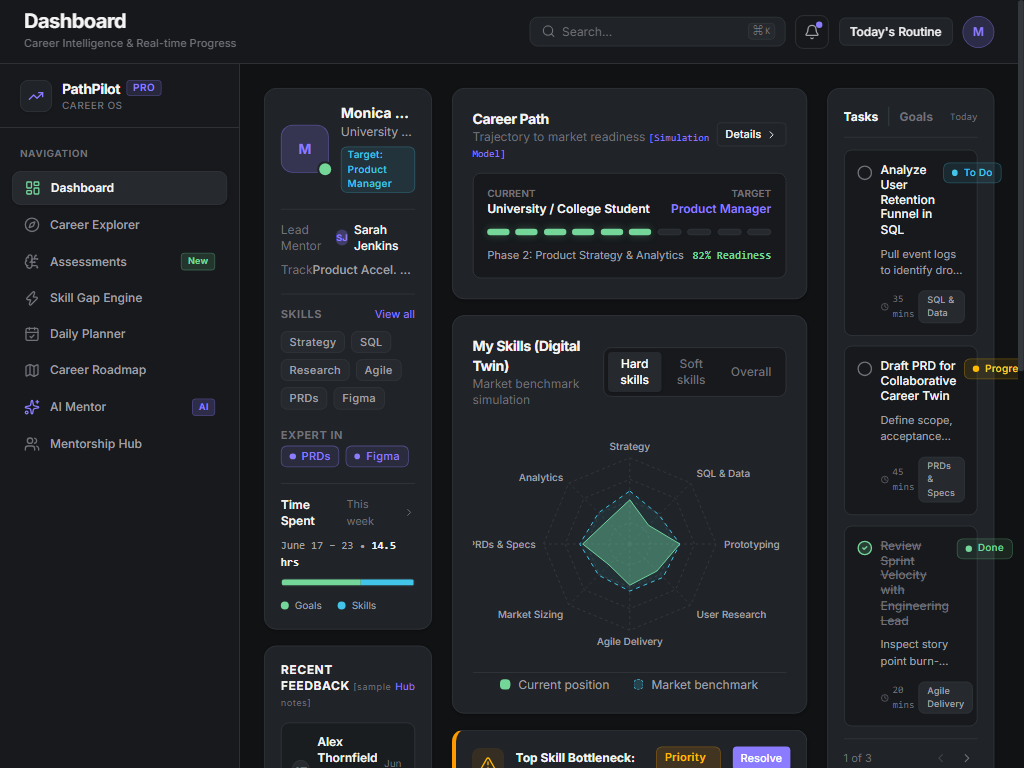 Dashboard
Career Intelligence & Real-time Progress
Search...
⌘K
Today's Routine
M
PathPilot PRO
CAREER OS
NAVIGATION
Dashboard
Career Explorer
Assessments New
Skill Gap Engine
Daily Planner
Career Roadmap
AI Mentor AI
Mentorship Hub
M
Monica ...
University ...
Target:
Product
Manager
Lead
Mentor
SJ
Sarah
Jenkins
Track Product Accel. ...
SKILLS View all
Strategy SQL
Research Agile
PRDs Figma
EXPERT IN
PRDs Figma
Time
Spent
This
week
June 17 – 23 • 14.5
hrs
Goals Skills
RECENT
FEEDBACK [sample Hub
notes]
Alex
Thornfield
Jun
Career Path
Trajectory to market readiness [Simulation
Model]
Details
CURRENT TARGET
University / College Student Product Manager
Phase 2: Product Strategy & Analytics 82% Readiness
My Skills (Digital
Twin)
Market benchmark
simulation
Hard
skills
Soft
skills
Overall
Strategy
SQL & Data
Prototyping
User Research
Agile Delivery
Market Sizing
PRDs & Specs
Analytics
Current position Market benchmark
Top Skill Bottleneck:
Priority
Resolve
Tasks Goals Today
Analyze
User
Retention
Funnel in
SQL
To Do
Pull event logs
to identify dro...
35
mins
SQL &
Data
Draft PRD for
Collaborative
Career Twin
Progre
Define scope,
acceptance...
45
mins
PRDs
&
Specs
Review
Sprint
Velocity
with
Engineering
Lead
Done
Inspect story
point burn-...
20
mins
Agile
Delivery
1 of 3